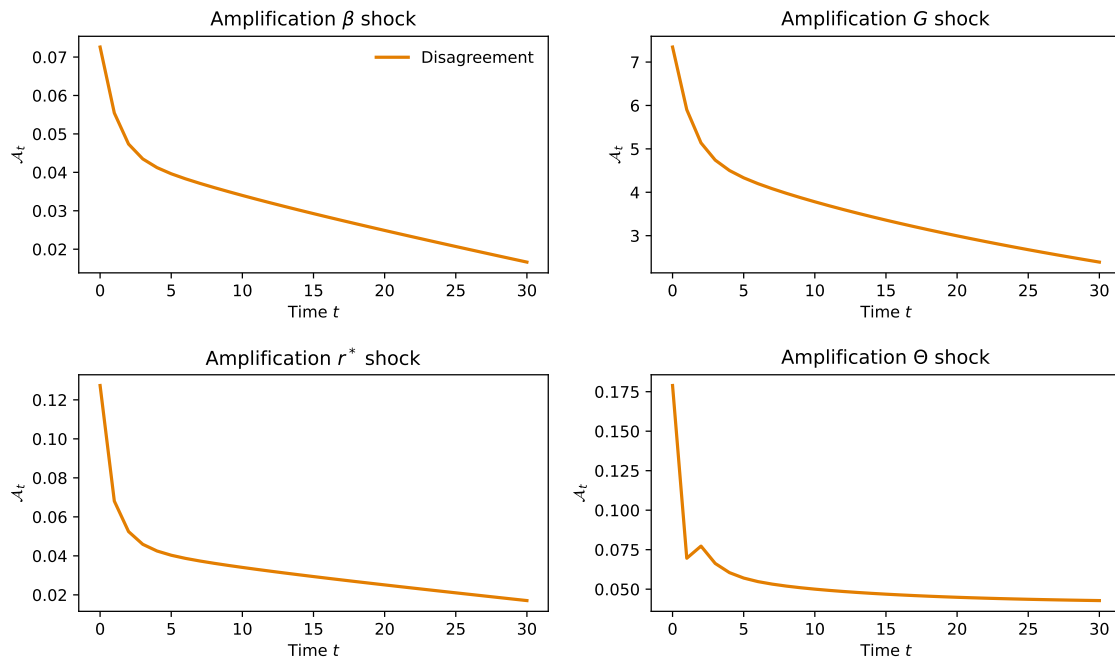 Amplification β shock
Disagreement
0.07
0.06
0.05
0.04
0.03
0.02
𝒜t
0 5 10 15 20 25 30
Time t
Amplification G shock
7
6
5
4
3
𝒜t
0 5 10 15 20 25 30
Time t
Amplification r* shock
0.12
0.10
0.08
0.06
0.04
0.02
𝒜t
0 5 10 15 20 25 30
Time t
Amplification Θ shock
0.175
0.150
0.125
0.100
0.075
0.050
𝒜t
0 5 10 15 20 25 30
Time t